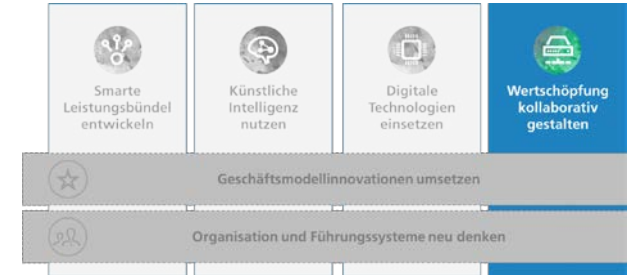 Smarte
Leistungsbündel
entwickeln
Künstliche
Intelligenz
nutzen
Digitale
Technologien
einsetzen
Wertschöpfung
kollaborativ
gestalten
Geschäftsmodellinnovationen umsetzen
Organisation und Führungssysteme neu denken